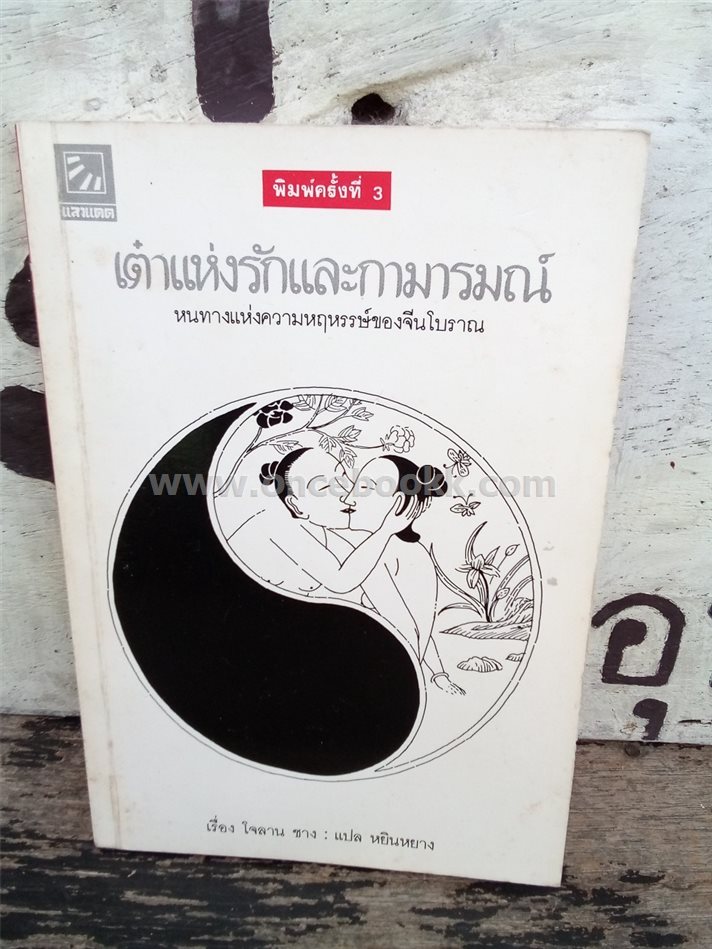 พิมพ์ครั้งที่ 3
แสงแดด
เต๋าแห่งรักและกามารมณ์
หนทางแห่งความหฤหรรษ์ของจีนโบราณ
www.oncebookk.com
อุ
เรื่อง โจลาน ชาง : แปล หยินหยาง